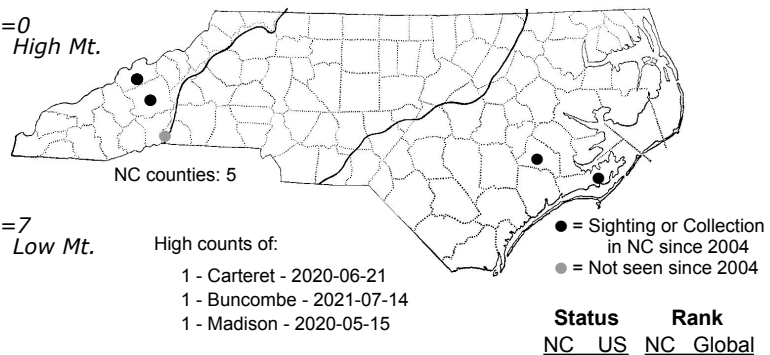 =0
High Mt.
NC counties: 5
=7
Low Mt.
High counts of:
1 - Carteret - 2020-06-21
1 - Buncombe - 2021-07-14
1 - Madison - 2020-05-15
● = Sighting or Collection
in NC since 2004
● = Not seen since 2004
Status Rank
NC US NC Global